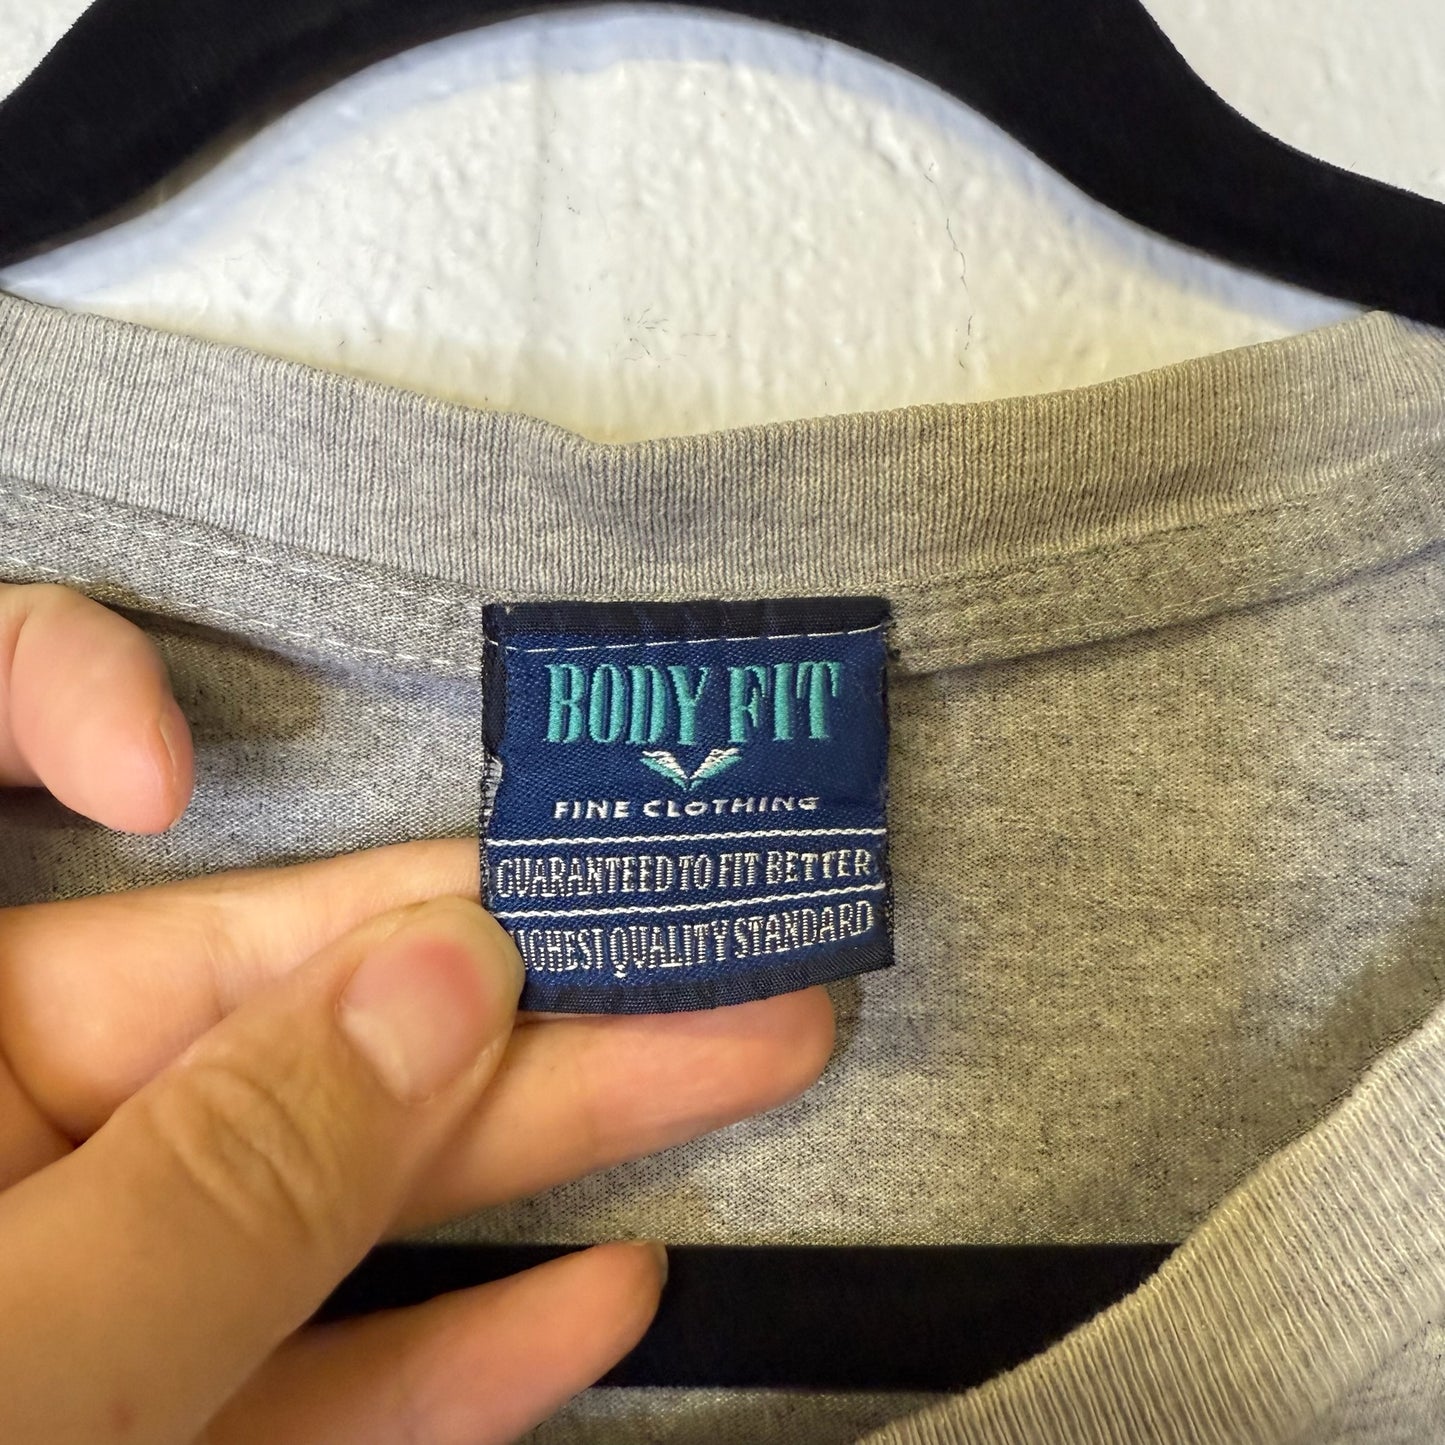 BODY FIT
FINE CLOTHING
GUARANTEED TO FIT BETTER
HIGHEST QUALITY STANDARD